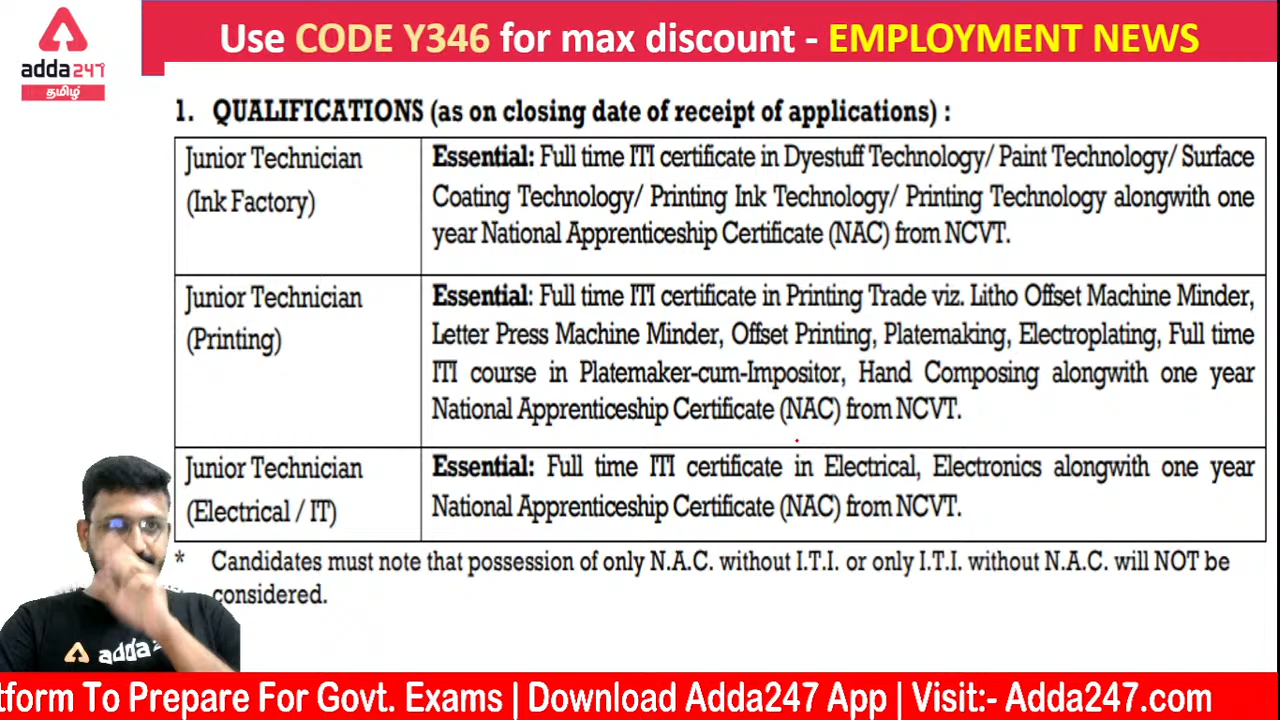 Use CODE Y346 for max discount - EMPLOYMENT NEWS
adda247
தமிழ்
1. QUALIFICATIONS (as on closing date of receipt of applications) :
Junior Technician
(Ink Factory)
Essential: Full time ITI certificate in Dyestuff Technology/ Paint Technology/ Surface
Coating Technology/ Printing Ink Technology/ Printing Technology alongwith one
year National Apprenticeship Certificate (NAC) from NCVT.
Junior Technician
(Printing)
Essential: Full time ITI certificate in Printing Trade viz. Litho Offset Machine Minder,
Letter Press Machine Minder, Offset Printing, Platemaking, Electroplating, Full time
ITI course in Platemaker-cum-Impositor, Hand Composing alongwith one year
National Apprenticeship Certificate (NAC) from NCVT.
Junior Technician
(Electrical / IT)
Essential: Full time ITI certificate in Electrical, Electronics alongwith one year
National Apprenticeship Certificate (NAC) from NCVT.
* Candidates must note that possession of only N.A.C. without I.T.I. or only I.T.I. without N.A.C. will NOT be
considered.
adda24
tform To Prepare For Govt. Exams | Download Adda247 App | Visit:- Adda247.com